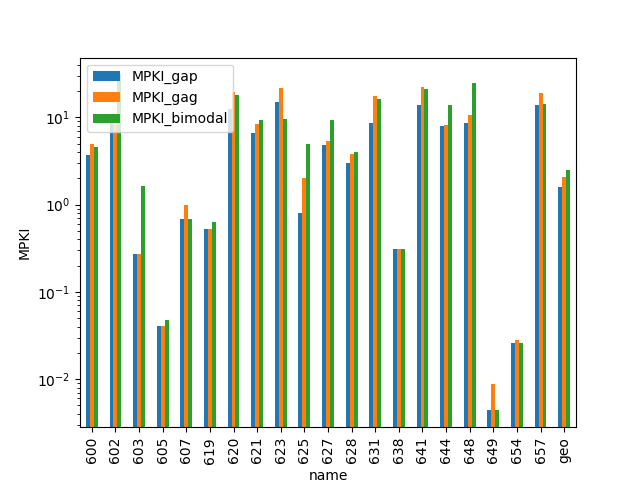 MPKI_gap
MPKI_gag
MPKI_bimodal
10¹
10⁰
10⁻¹
10⁻²
MPKI
600 602 603 605 607 619 620 621 623 625 627 628 631 638 641 644 648 649 654 657 geo
name